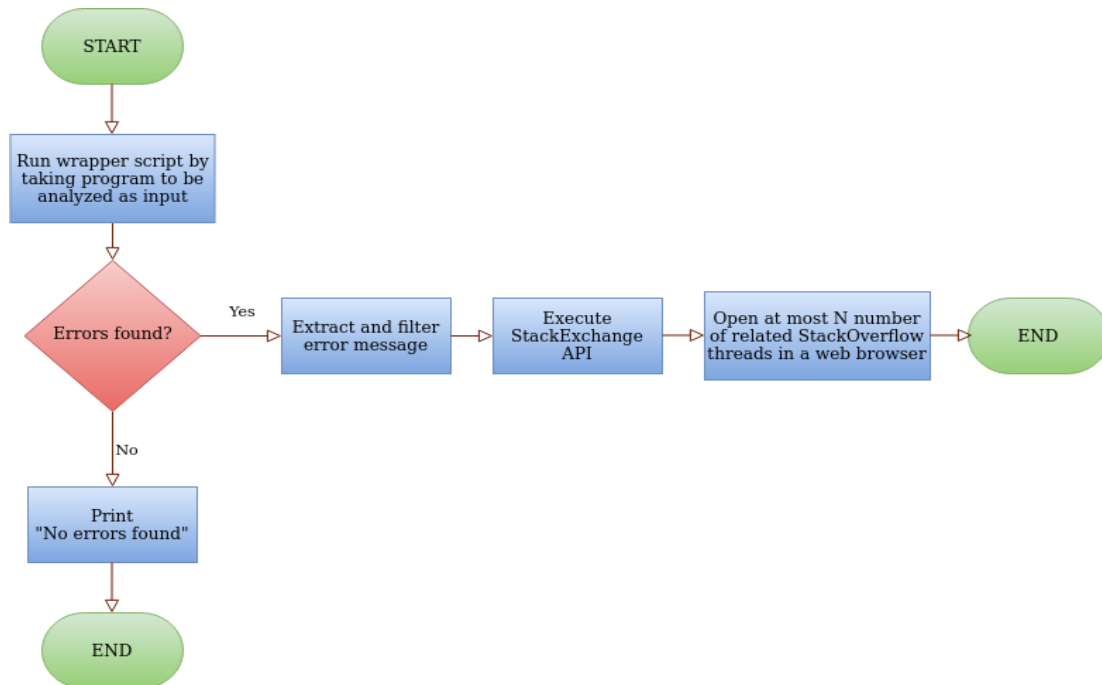 START
Run wrapper script by
taking program to be
analyzed as input
Errors found?
Yes
Extract and filter
error message
Execute
StackExchange
API
Open at most N number
of related StackOverflow
threads in a web browser
END
No
Print
"No errors found"
END